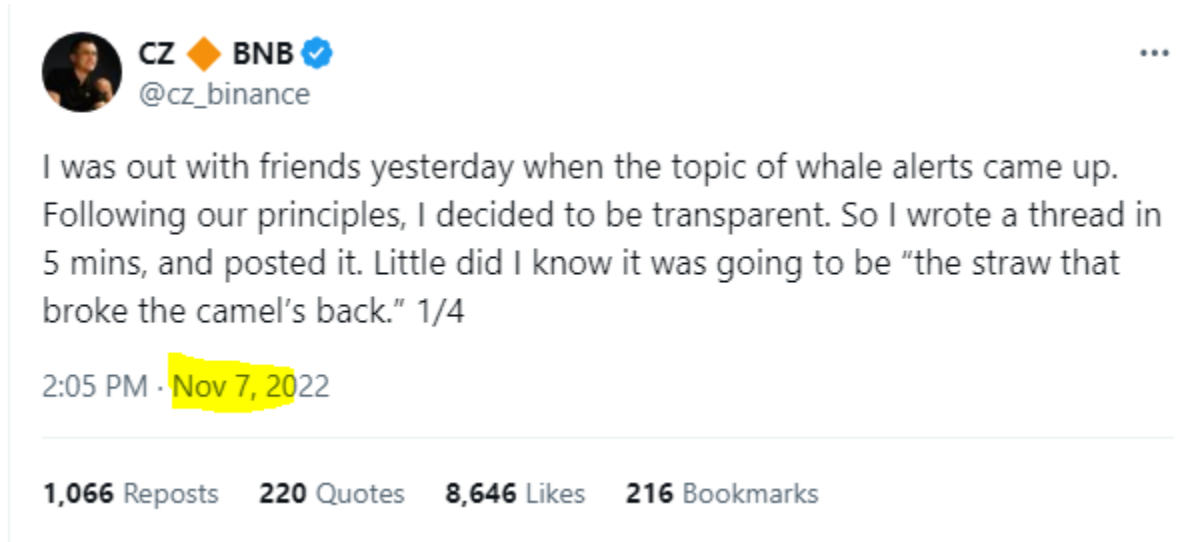 CZ 🔶 BNB
@cz_binance
I was out with friends yesterday when the topic of whale alerts came up.
Following our principles, I decided to be transparent. So I wrote a thread in
5 mins, and posted it. Little did I know it was going to be “the straw that
broke the camel’s back.” 1/4
2:05 PM · Nov 7, 2022
1,066 Reposts 220 Quotes 8,646 Likes 216 Bookmarks